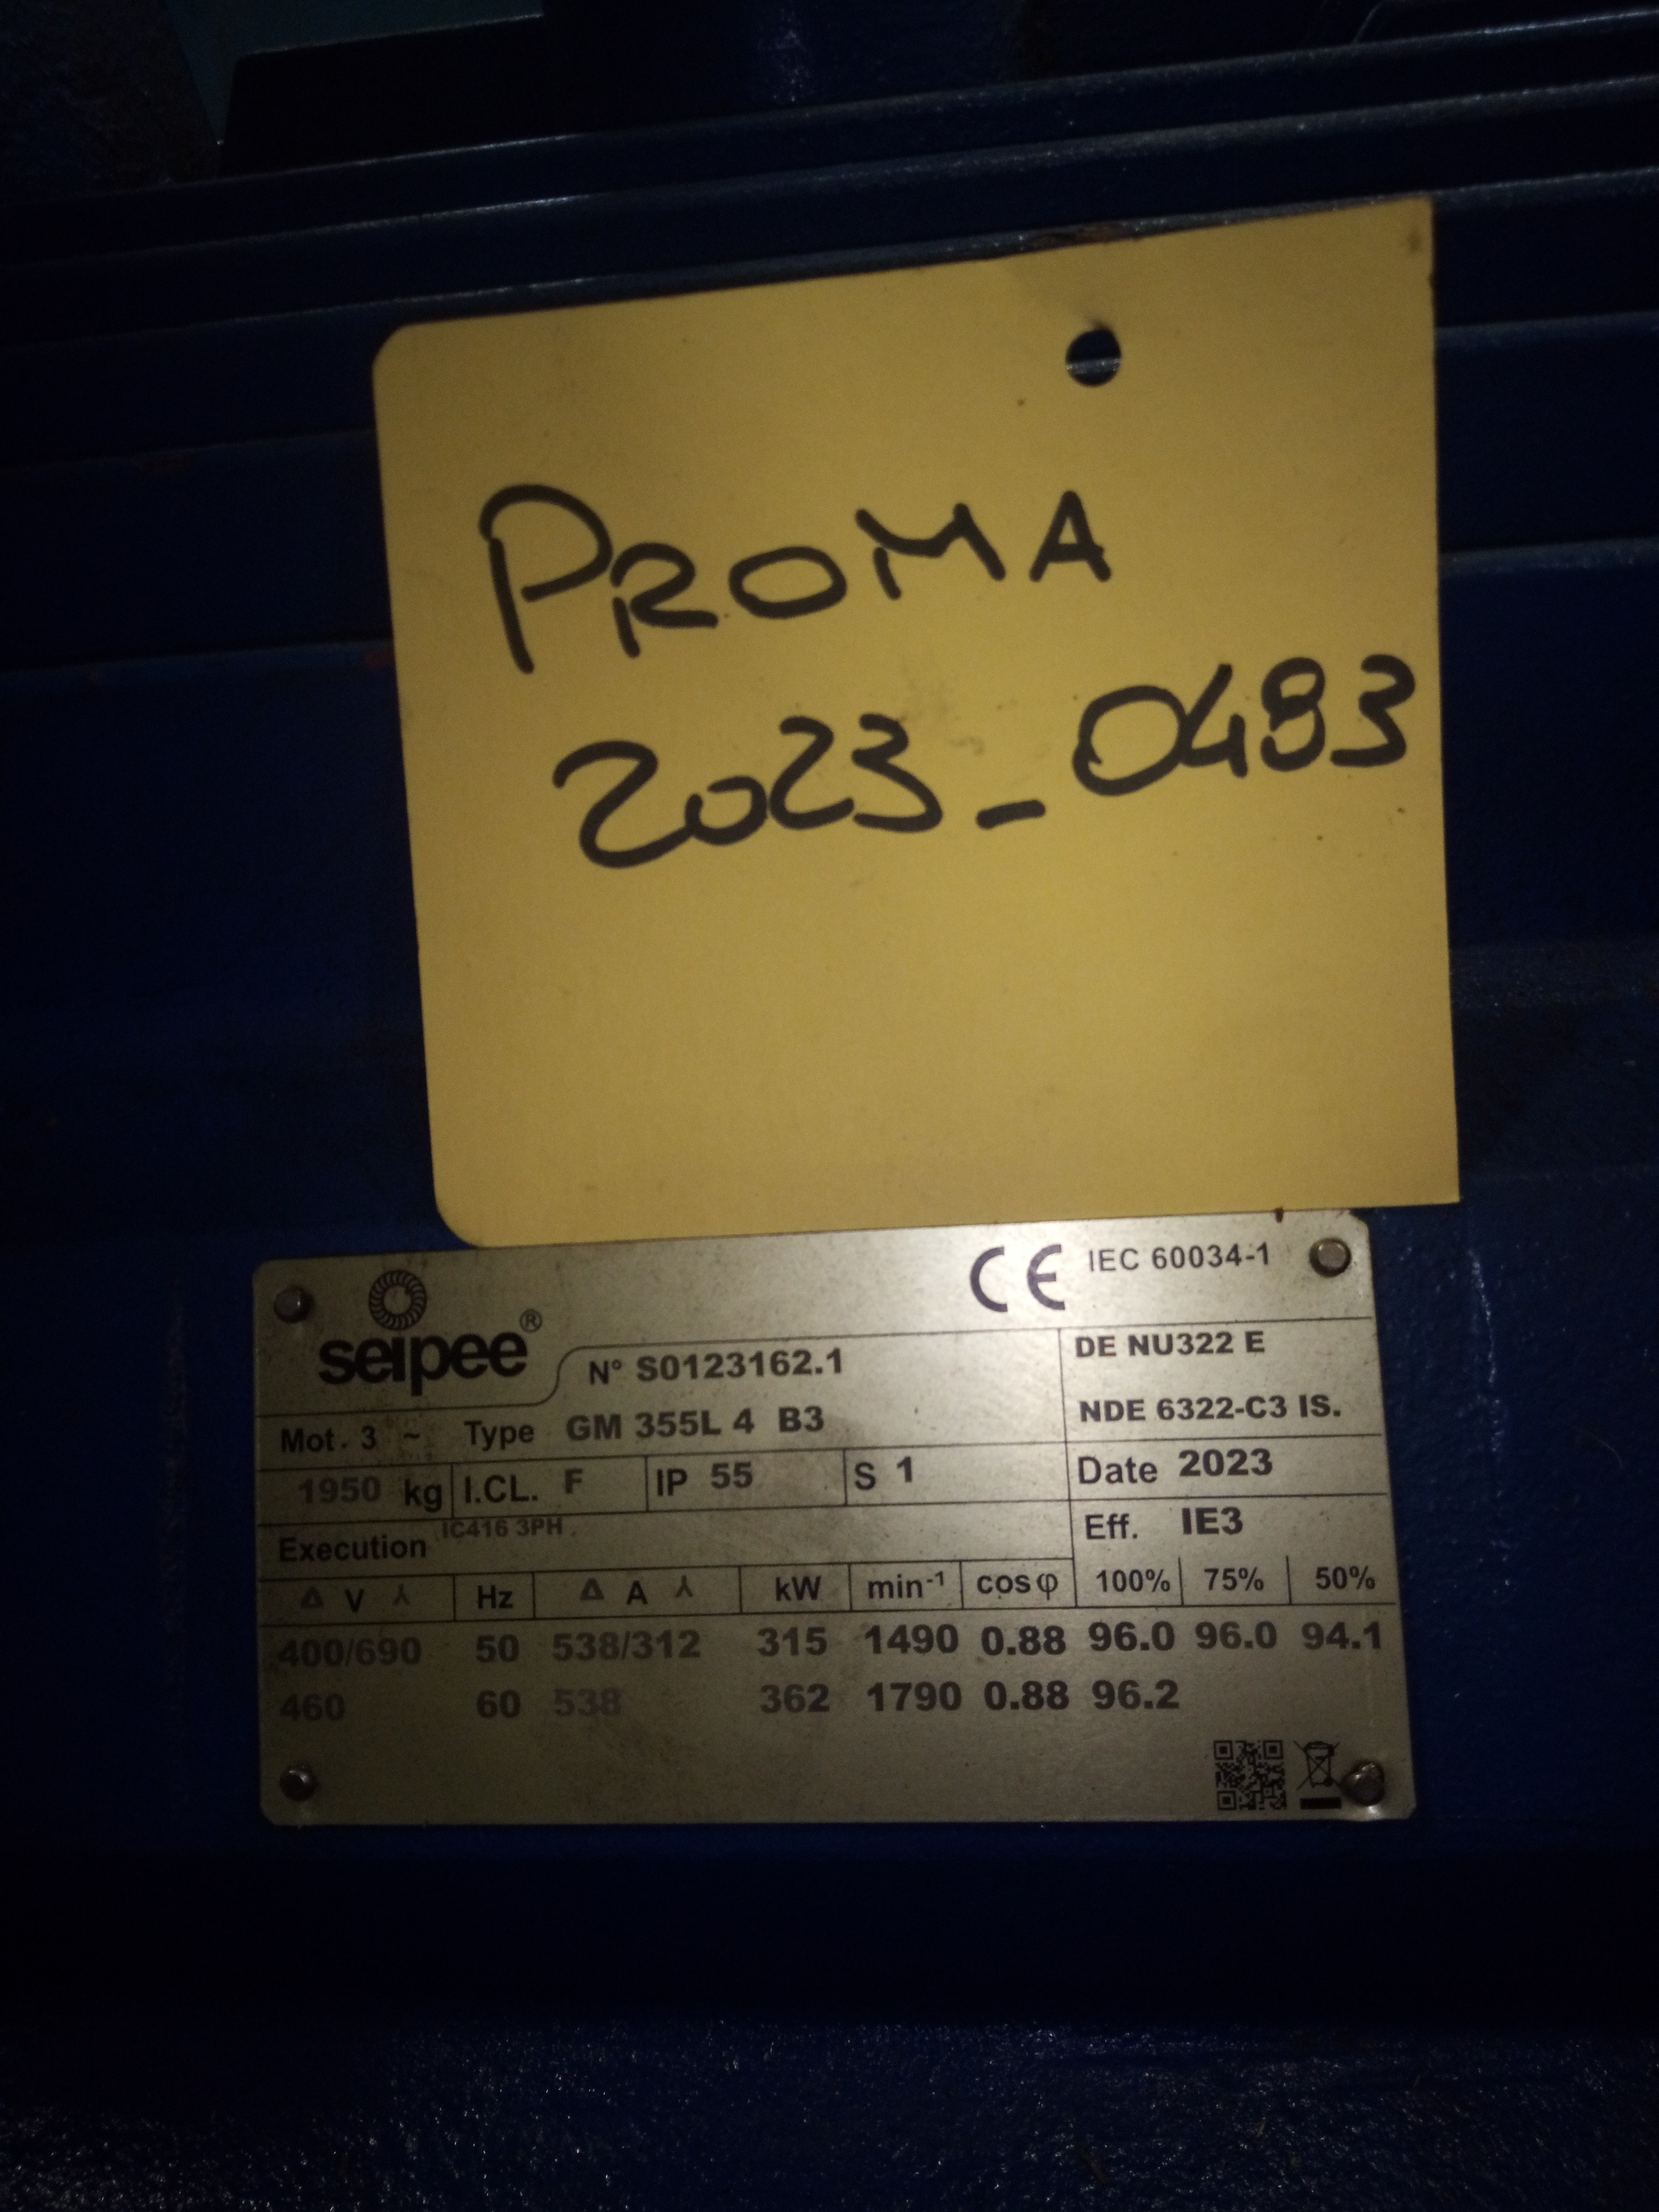 PROMA
2023_0493
CE IEC 60034-1
seipee®
N° S0123162.1
DE NU322 E
NDE 6322-C3 IS.
Mot. 3 ~ Type GM 355L 4 B3
1950 kg I.CL. F IP 55 S 1
Date 2023
Execution IC416 3PH
Eff. IE3
Δ V ⅄ Hz Δ A ⅄ kW min⁻¹ cosφ 100% 75% 50%
400/690 50 538/312 315 1490 0.88 96.0 96.0 94.1
460 60 538 362 1790 0.88 96.2